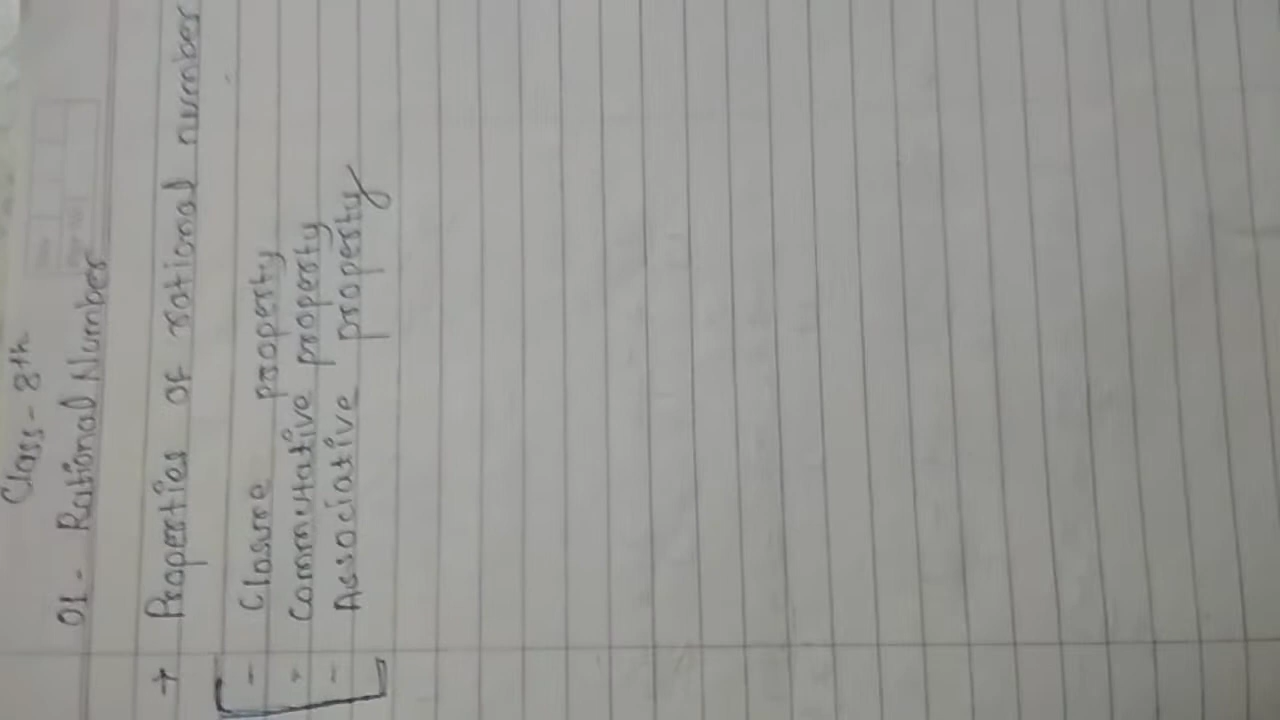 Class - 8th
01 - Rational Number
→ Properties of rational number
- Closure property
- Commutative property
- Associative property